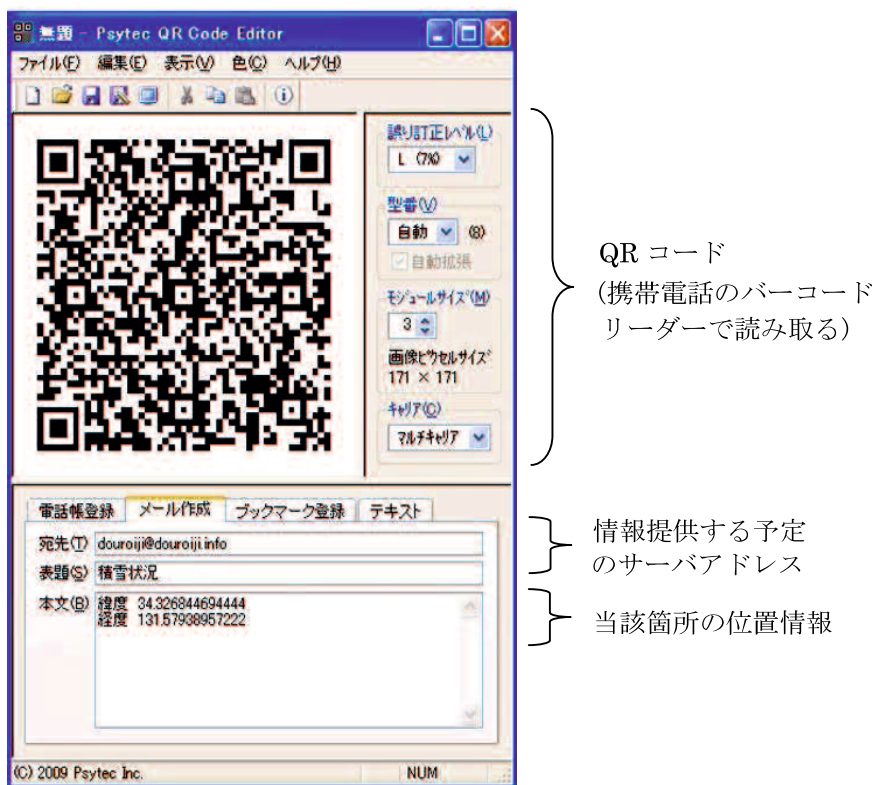 無題 - Psytec QR Code Editor
ファイル(F) 編集(E) 表示(V) 色(C) ヘルプ(H)
誤り訂正レベル(L)
L (7%)
型番(V)
自動 (8)
自動拡張
モジュールサイズ(M)
3
画像ピクセルサイズ
171 × 171
キャリア(C)
マルチキャリア
QR コード
(携帯電話のバーコード
リーダーで読み取る)
電話帳登録 メール作成 ブックマーク登録 テキスト
宛先(T) douroiji@douroiji.info
表題(S) 積雪状況
本文(B) 緯度 34.326844694444
経度 131.57938957222
情報提供する予定
のサーバアドレス
当該箇所の位置情報
(C) 2009 Psytec Inc. NUM